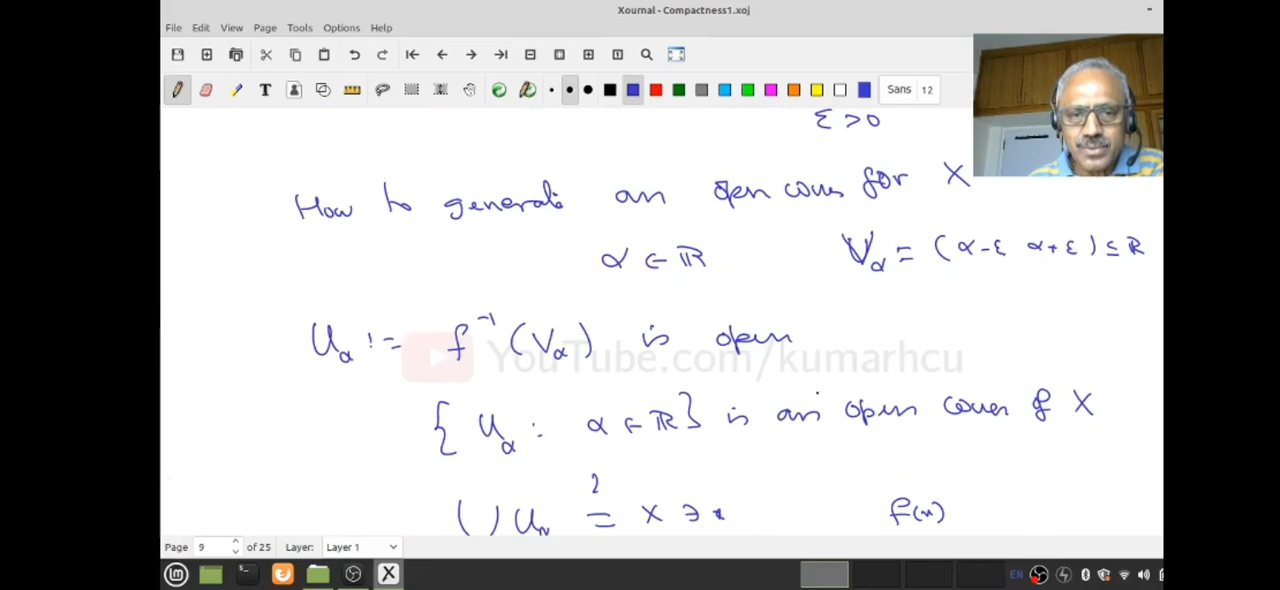 Xournal - Compactness1.xoj
File Edit View Page Tools Options Help
Sans 12
ε > 0
How to generate an open cover for X
α ∈ ℝ V_α = (α-ε α+ε) ⊆ ℝ
U_α := f⁻¹(V_α) is open
YouTube.com/kumarhcu
{ U_α : α ∈ ℝ } is an open cover of X
?
∪ U_α = X ∋ x f(x)
Page 9 of 25 Layer: Layer 1
EN